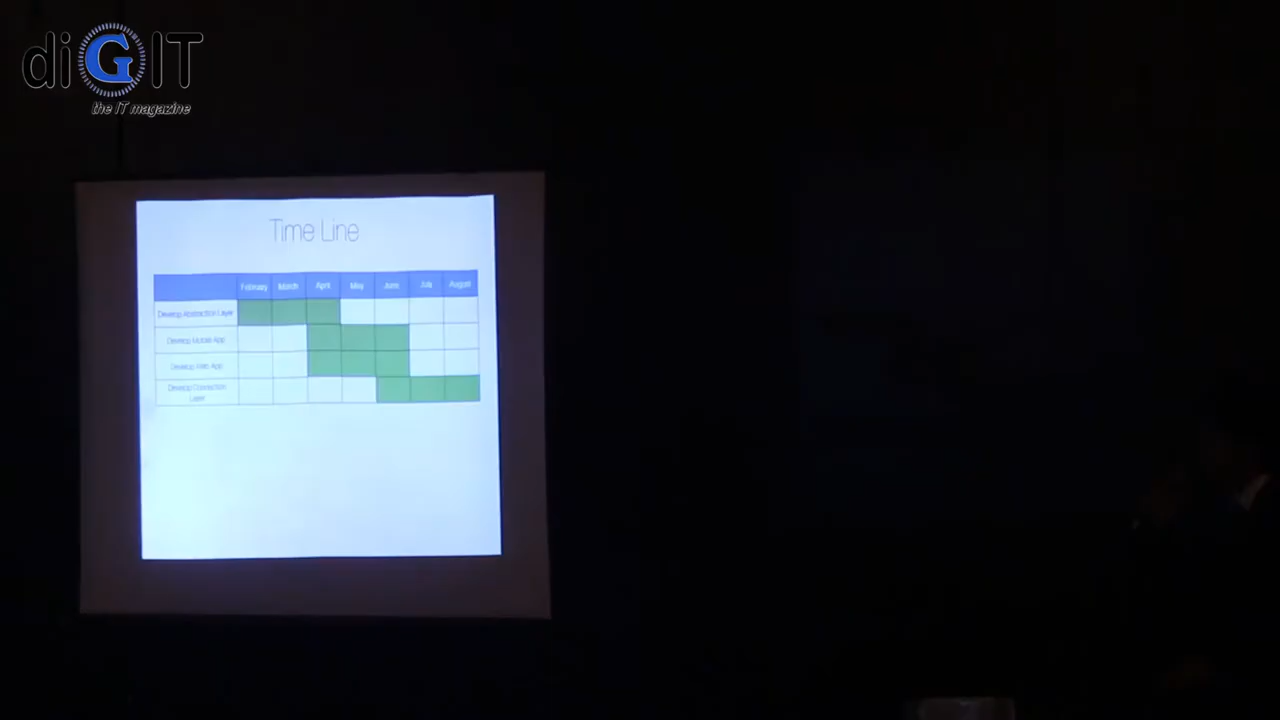 diGIT
the IT magazine
Time Line
February March April May June July August
Develop Abstraction Layer
Develop Mobile App
Develop Web App
Develop Connection
Layer